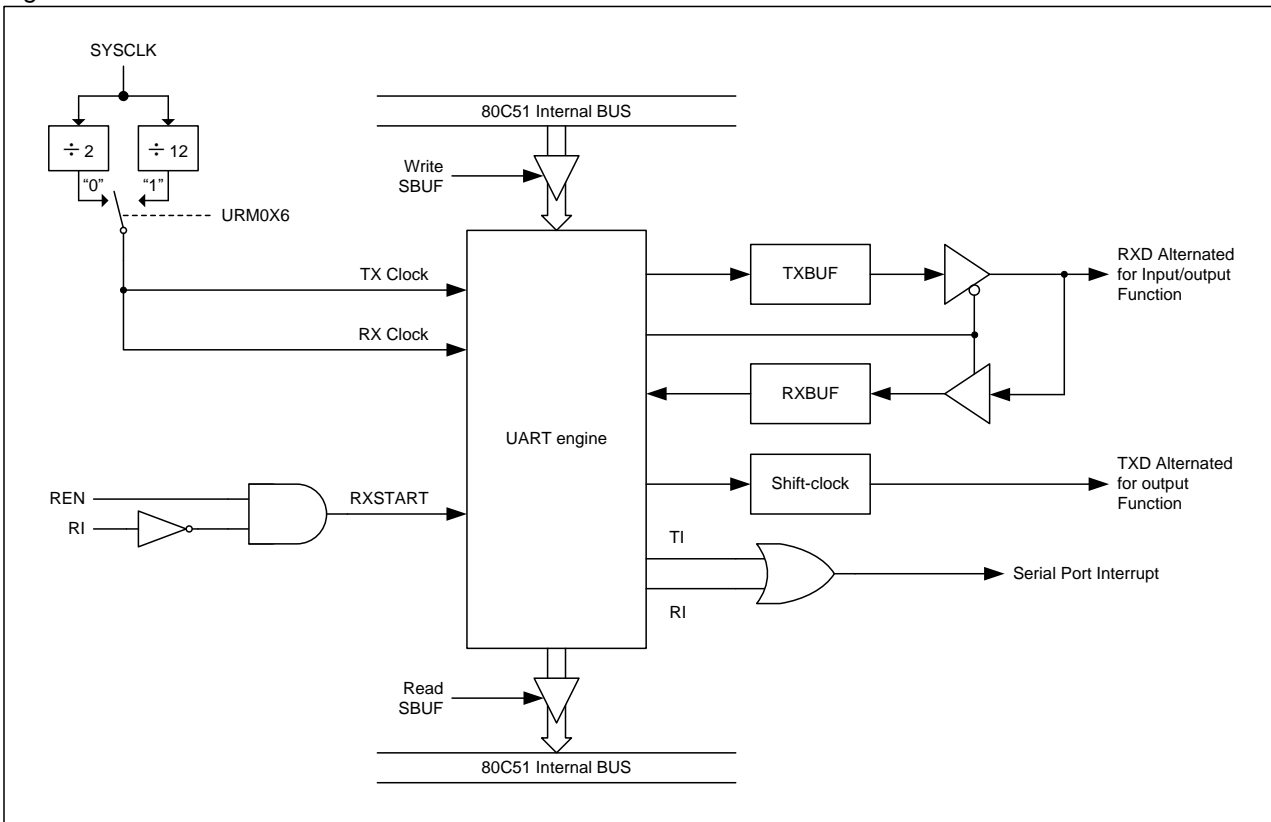 SYSCLK
÷ 2
÷ 12
“0”
“1”
URM0X6
80C51 Internal BUS
Write
SBUF
TX Clock
RX Clock
TXBUF
RXD Alternated
for Input/output
Function
RXBUF
UART engine
REN
RI
RXSTART
Shift-clock
TXD Alternated
for output
Function
TI
RI
Serial Port Interrupt
Read
SBUF
80C51 Internal BUS